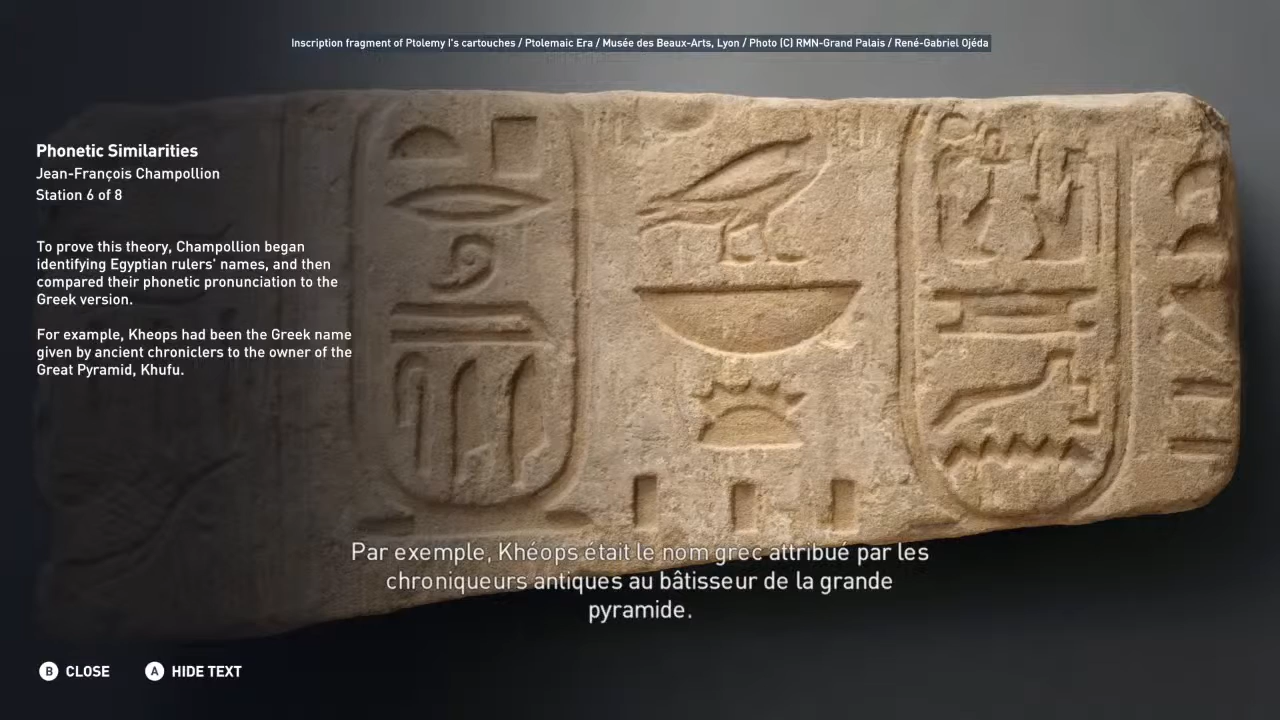 Inscription fragment of Ptolemy I's cartouches / Ptolemaic Era / Musée des Beaux-Arts, Lyon / Photo (C) RMN-Grand Palais / René-Gabriel Ojéda
Phonetic Similarities
Jean-François Champollion
Station 6 of 8
To prove this theory, Champollion began
identifying Egyptian rulers' names, and then
compared their phonetic pronunciation to the
Greek version.
For example, Kheops had been the Greek name
given by ancient chroniclers to the owner of the
Great Pyramid, Khufu.
Par exemple, Khéops était le nom grec attribué par les
chroniqueurs antiques au bâtisseur de la grande
pyramide.
B CLOSE A HIDE TEXT